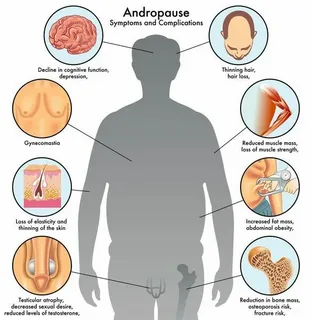 Andropause
Symptoms and Complications
Decline in cognitive function,
depression,
Thinning hair,
hair loss,
Gynecomastia
Reduced muscle mass,
loss of muscle strength,
Loss of elasticity and
thinning of the skin
Increased fat mass,
abdominal obesity,
Testicular atrophy,
decreased sexual desire,
reduced levels of testosterone,
Reduction in bone mass,
osteoporosis risk,
fracture risk,